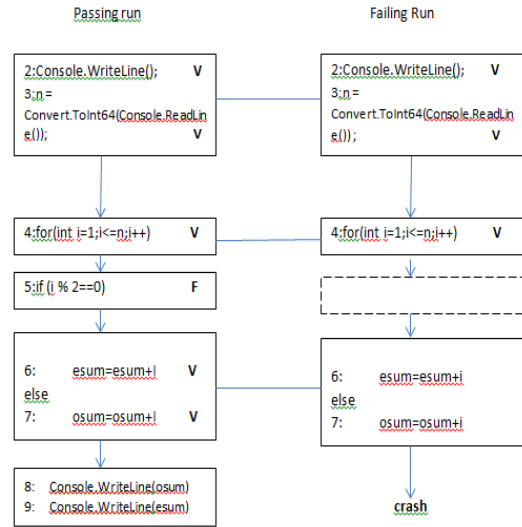 Passing run
2:Console.WriteLine(); V
3:n =
Convert.ToInt64(Console.ReadLin
e()); V
4:for(int i=1;i<=n;i++) V
5:if (i % 2==0) F
6: esum=esum+I V
else
7: osum=osum+I V
8: Console.WriteLine(osum)
9: Console.WriteLine(esum)
Failing Run
2:Console.WriteLine(); V
3:n =
Convert.ToInt64(Console.ReadLin
e()) ; V
4:for(int i=1;i<=n;i++) V
6: esum=esum+i
else
7: osum=osum+i
crash